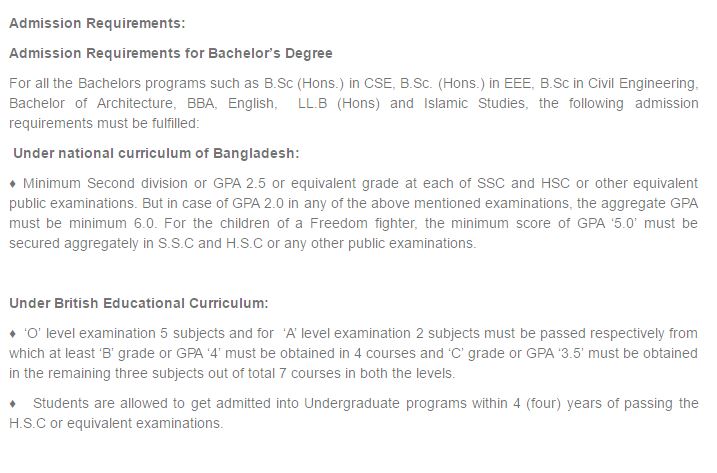 Admission Requirements:
Admission Requirements for Bachelor's Degree
For all the Bachelors programs such as B.Sc (Hons.) in CSE, B.Sc. (Hons.) in EEE, B.Sc in Civil Engineering,
Bachelor of Architecture, BBA, English, LL.B (Hons) and Islamic Studies, the following admission
requirements must be fulfilled:
Under national curriculum of Bangladesh:
♦ Minimum Second division or GPA 2.5 or equivalent grade at each of SSC and HSC or other equivalent
public examinations. But in case of GPA 2.0 in any of the above mentioned examinations, the aggregate GPA
must be minimum 6.0. For the children of a Freedom fighter, the minimum score of GPA ‘5.0’ must be
secured aggregately in S.S.C and H.S.C or any other public examinations.
Under British Educational Curriculum:
♦ ‘O’ level examination 5 subjects and for ‘A’ level examination 2 subjects must be passed respectively from
which at least ‘B’ grade or GPA ‘4’ must be obtained in 4 courses and ‘C’ grade or GPA ‘3.5’ must be obtained
in the remaining three subjects out of total 7 courses in both the levels.
♦ Students are allowed to get admitted into Undergraduate programs within 4 (four) years of passing the
H.S.C or equivalent examinations.